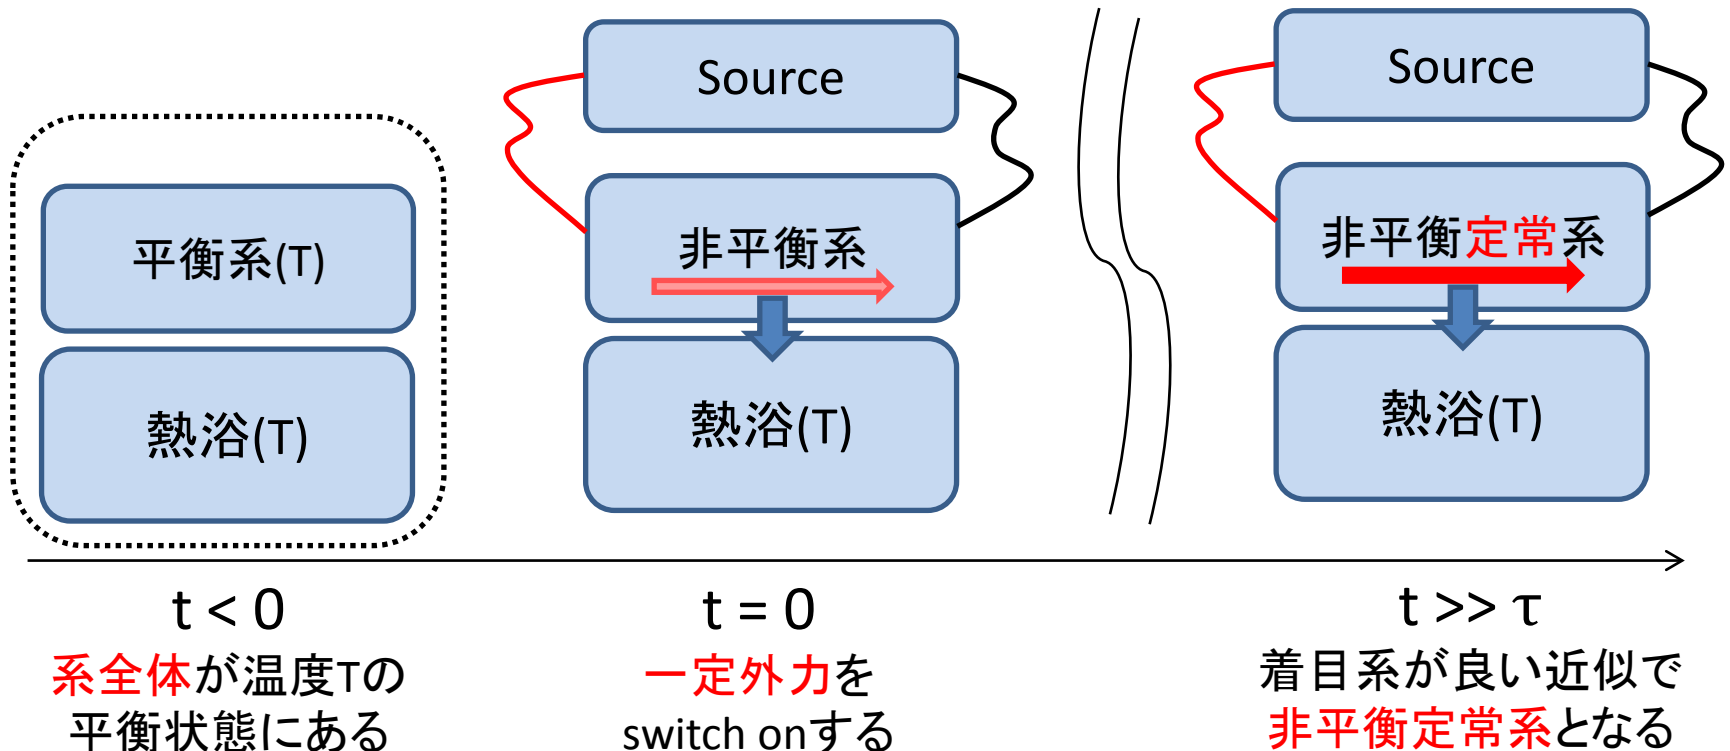 平衡系(T)
熱浴(T)
t < 0
系全体が温度Tの
平衡状態にある
Source
非平衡系
熱浴(T)
t = 0
一定外力を
switch onする
Source
非平衡定常系
熱浴(T)
t >> τ
着目系が良い近似で
非平衡定常系となる